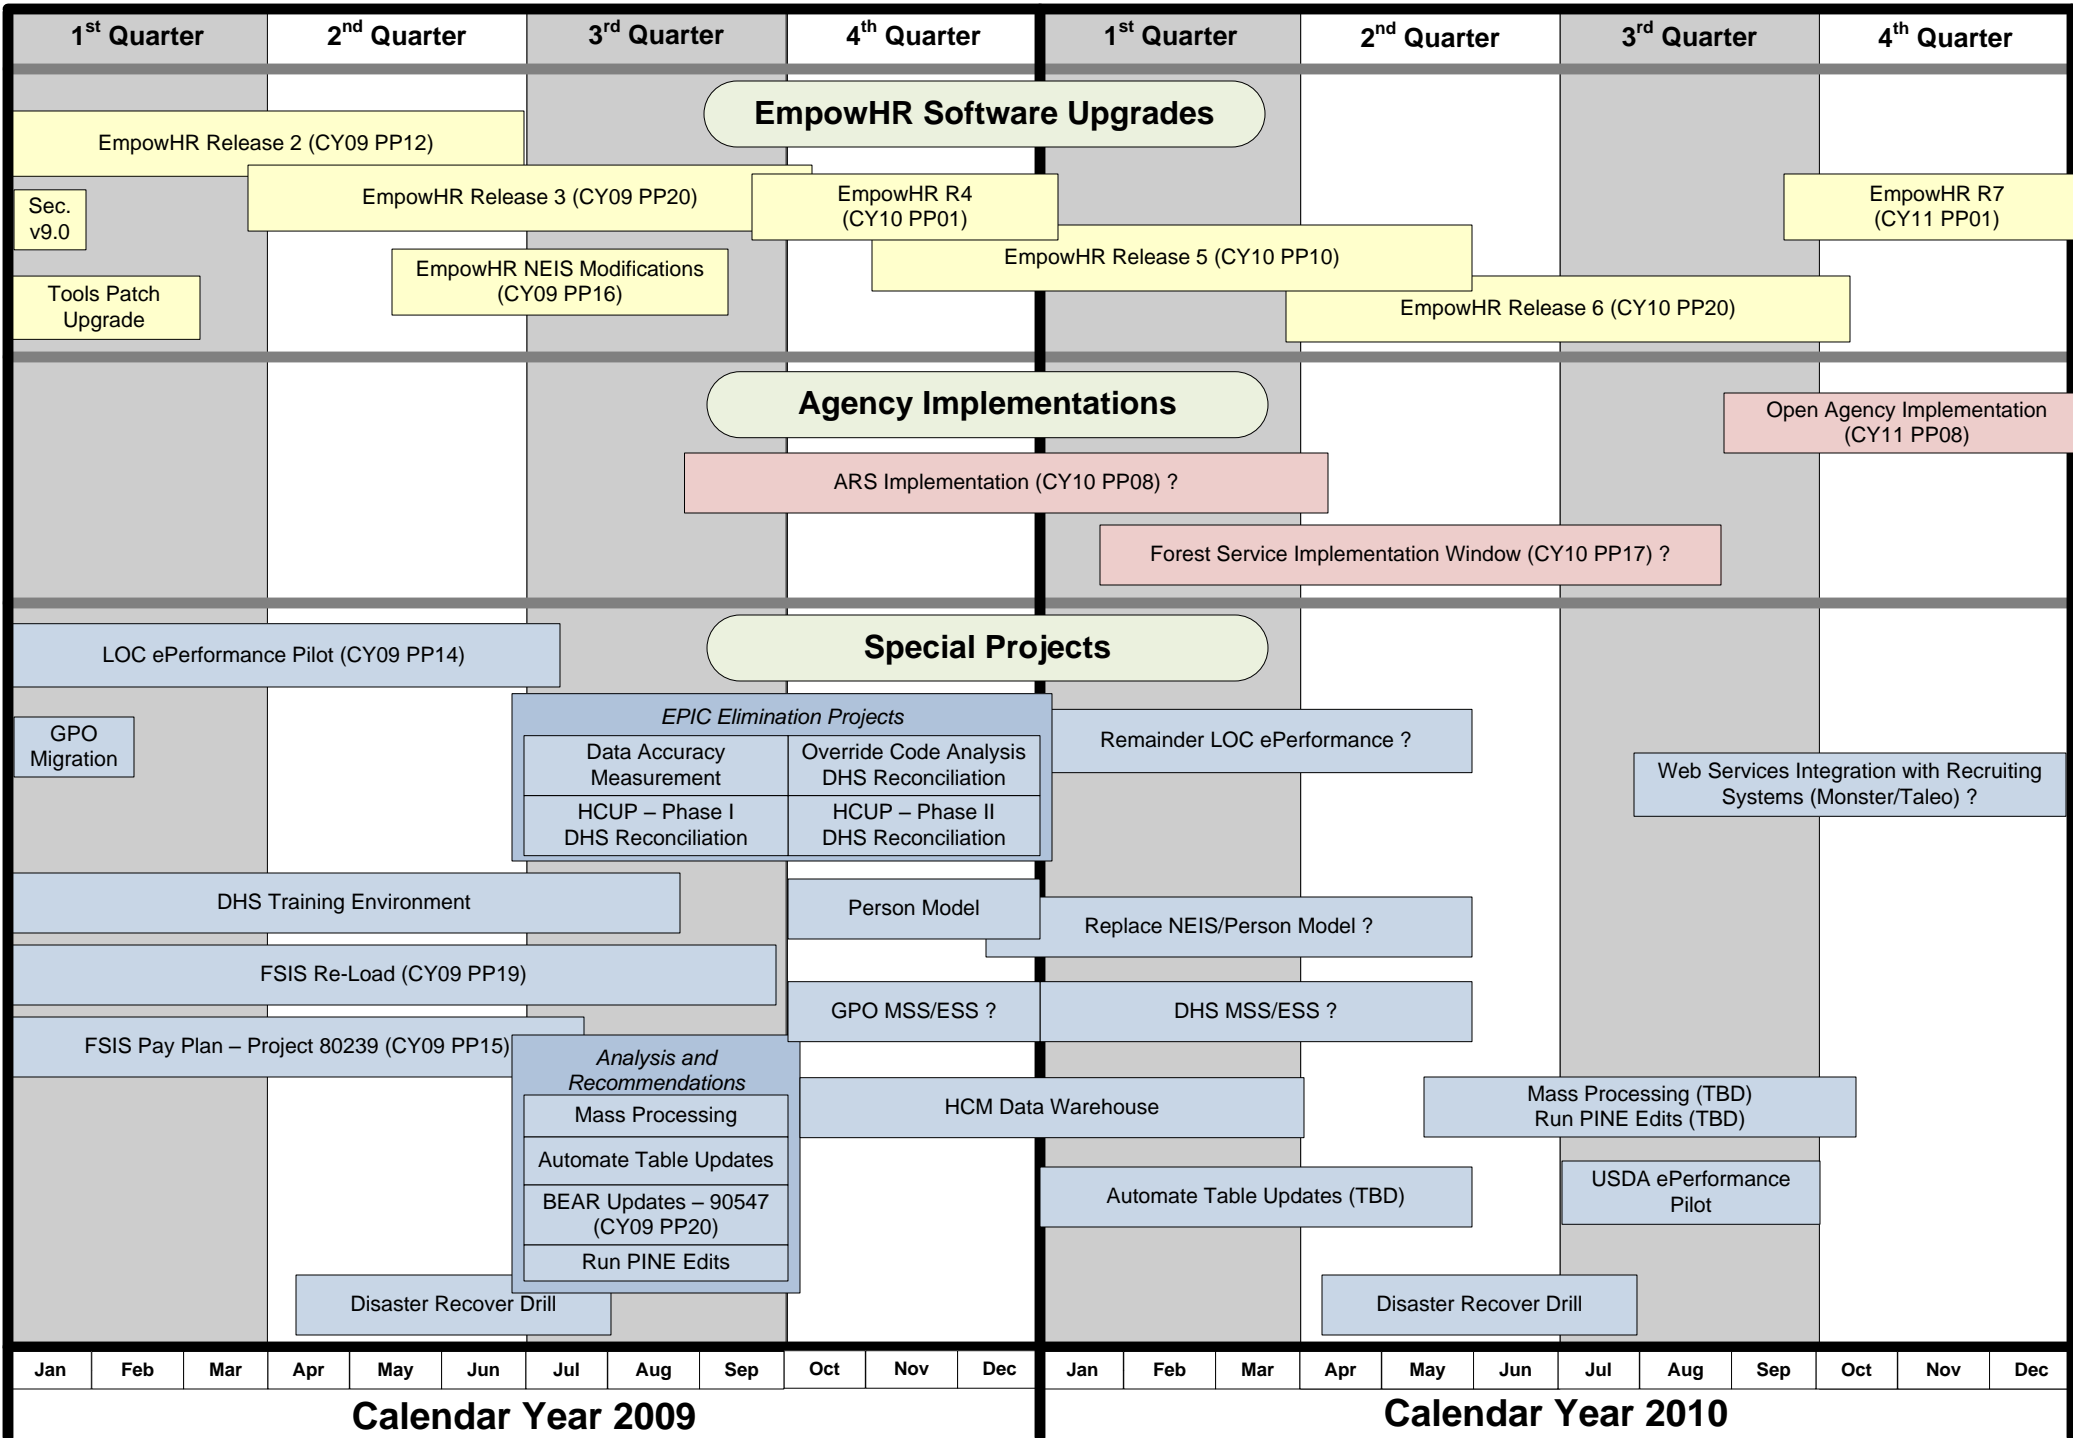 1st Quarter
2nd Quarter
3rd Quarter
4th Quarter
1st Quarter
2nd Quarter
3rd Quarter
4th Quarter
EmpowHR Software Upgrades
EmpowHR Release 2 (CY09 PP12)
EmpowHR Release 3 (CY09 PP20)
EmpowHR R4
(CY10 PP01)
EmpowHR R7
(CY11 PP01)
Sec.
v9.0
EmpowHR NEIS Modifications
(CY09 PP16)
EmpowHR Release 5 (CY10 PP10)
Tools Patch
Upgrade
EmpowHR Release 6 (CY10 PP20)
Agency Implementations
Open Agency Implementation
(CY11 PP08)
ARS Implementation (CY10 PP08) ?
Forest Service Implementation Window (CY10 PP17) ?
Special Projects
LOC ePerformance Pilot (CY09 PP14)
GPO
Migration
EPIC Elimination Projects
Data Accuracy
Measurement
Override Code Analysis
DHS Reconciliation
HCUP – Phase I
DHS Reconciliation
HCUP – Phase II
DHS Reconciliation
Remainder LOC ePerformance ?
Web Services Integration with Recruiting
Systems (Monster/Taleo) ?
DHS Training Environment
Person Model
Replace NEIS/Person Model ?
FSIS Re-Load (CY09 PP19)
GPO MSS/ESS ?
DHS MSS/ESS ?
FSIS Pay Plan – Project 80239 (CY09 PP15)
Analysis and
Recommendations
Mass Processing
Automate Table Updates
BEAR Updates – 90547
(CY09 PP20)
Run PINE Edits
HCM Data Warehouse
Mass Processing (TBD)
Run PINE Edits (TBD)
Automate Table Updates (TBD)
USDA ePerformance
Pilot
Disaster Recover Drill
Disaster Recover Drill
Jan
Feb
Mar
Apr
May
Jun
Jul
Aug
Sep
Oct
Nov
Dec
Jan
Feb
Mar
Apr
May
Jun
Jul
Aug
Sep
Oct
Nov
Dec
Calendar Year 2009
Calendar Year 2010